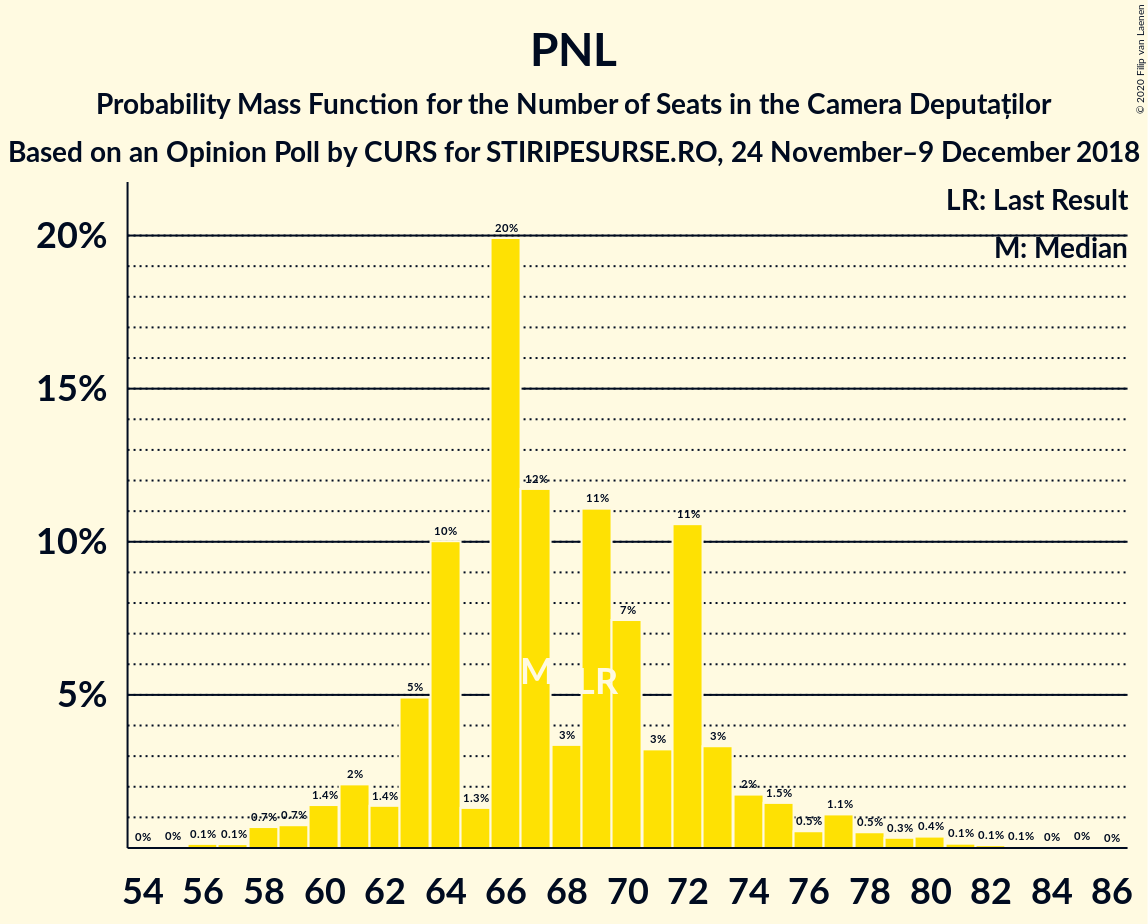 PNL
Probability Mass Function for the Number of Seats in the Camera Deputaților
Based on an Opinion Poll by CURS for STIRIPESURSE.RO, 24 November–9 December 2018
© 2020 Filip van Laenen
LR: Last Result
M: Median
20%
15%
10%
5%
0% 0% 0.1% 0.1% 0.7% 0.7% 1.4% 2% 1.4% 5% 10% 1.3% 20% 12% 3% 11% 7% 3% 11% 3% 2% 1.5% 0.5% 1.1% 0.5% 0.3% 0.4% 0.1% 0.1% 0.1% 0% 0% 0%
M LR
54 56 58 60 62 64 66 68 70 72 74 76 78 80 82 84 86